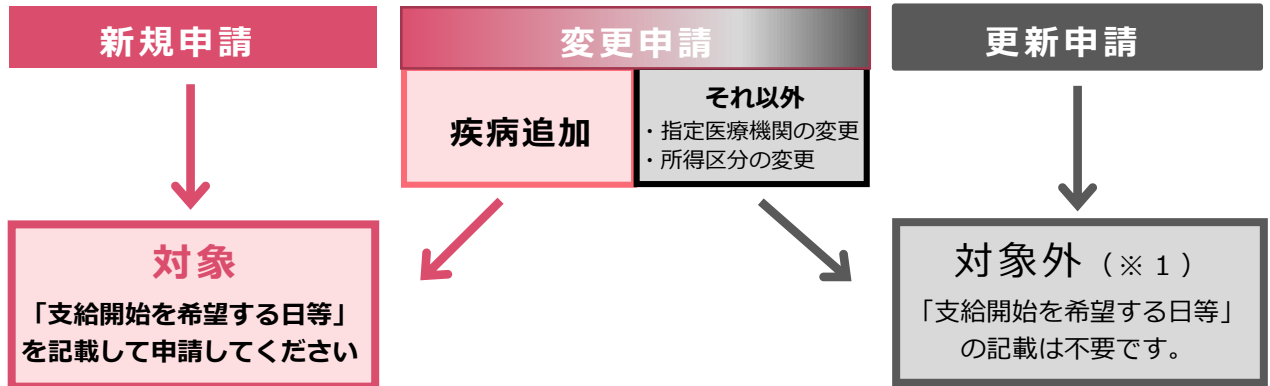 新規申請
変更申請
更新申請
疾病追加
それ以外
・指定医療機関の変更
・所得区分の変更
対象
「支給開始を希望する日等」
を記載して申請してください
対象外（※１）
「支給開始を希望する日等」
の記載は不要です。